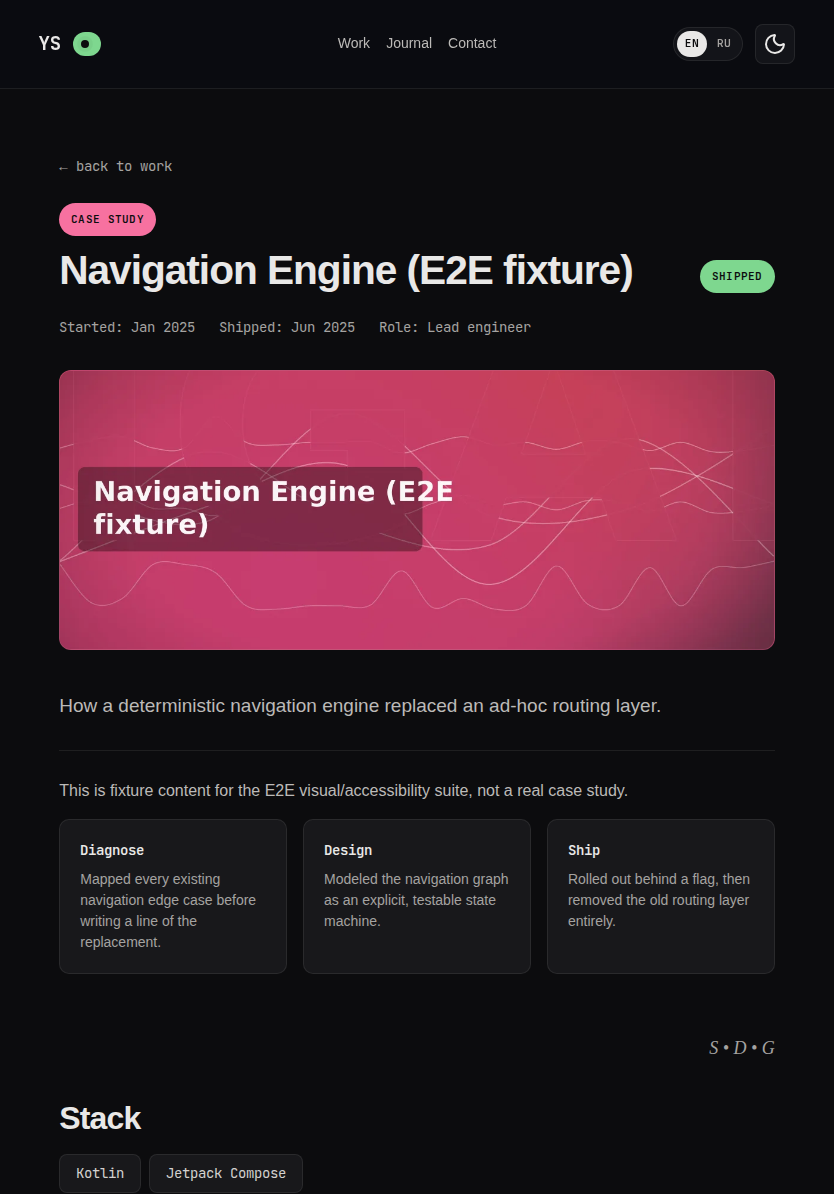 YS
Work Journal Contact
EN RU
← back to work
CASE STUDY
Navigation Engine (E2E fixture)
SHIPPED
Started: Jan 2025 Shipped: Jun 2025 Role: Lead engineer
Navigation Engine (E2E
fixture)
How a deterministic navigation engine replaced an ad-hoc routing layer.
This is fixture content for the E2E visual/accessibility suite, not a real case study.
Diagnose
Mapped every existing
navigation edge case before
writing a line of the
replacement.
Design
Modeled the navigation graph
as an explicit, testable state
machine.
Ship
Rolled out behind a flag, then
removed the old routing layer
entirely.
S • D • G
Stack
Kotlin
Jetpack Compose